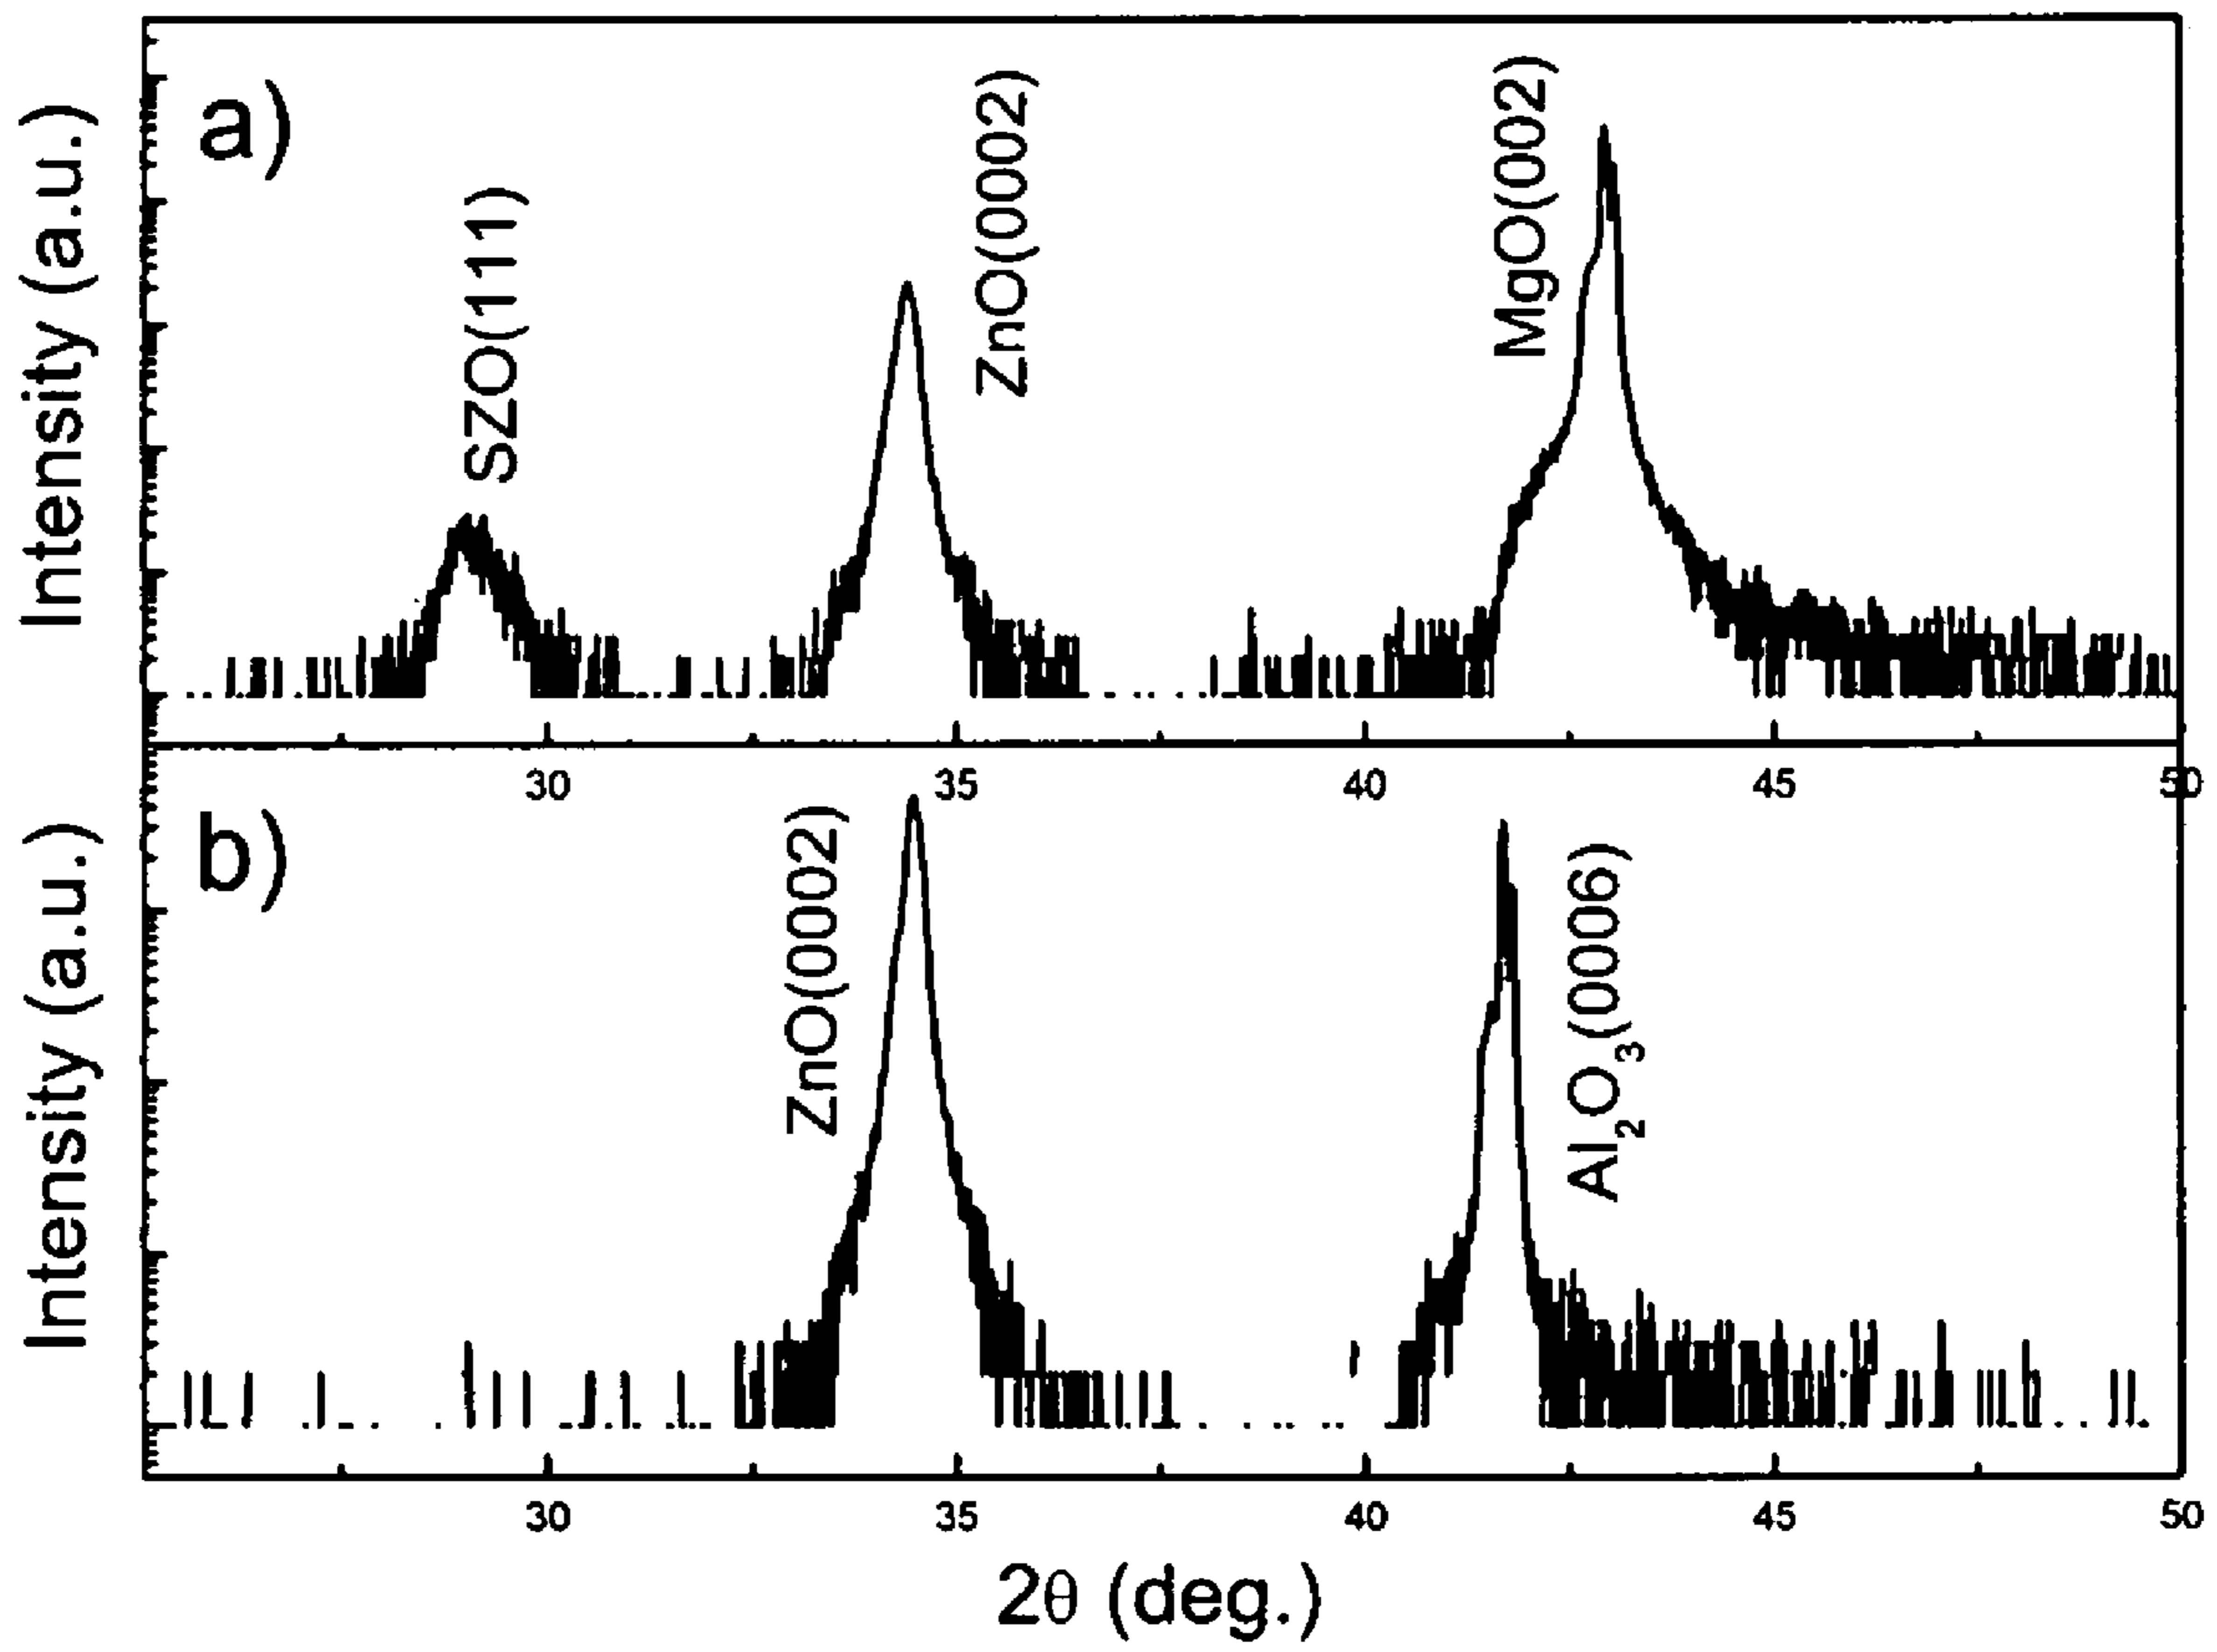 a)
Intensity (a.u.)
SZO(111)
ZnO(0002)
MgO(002)
30 35 40 45 50
b)
Intensity (a.u.)
ZnO(0002)
Al2O3(0006)
30 35 40 45 50
2θ (deg.)